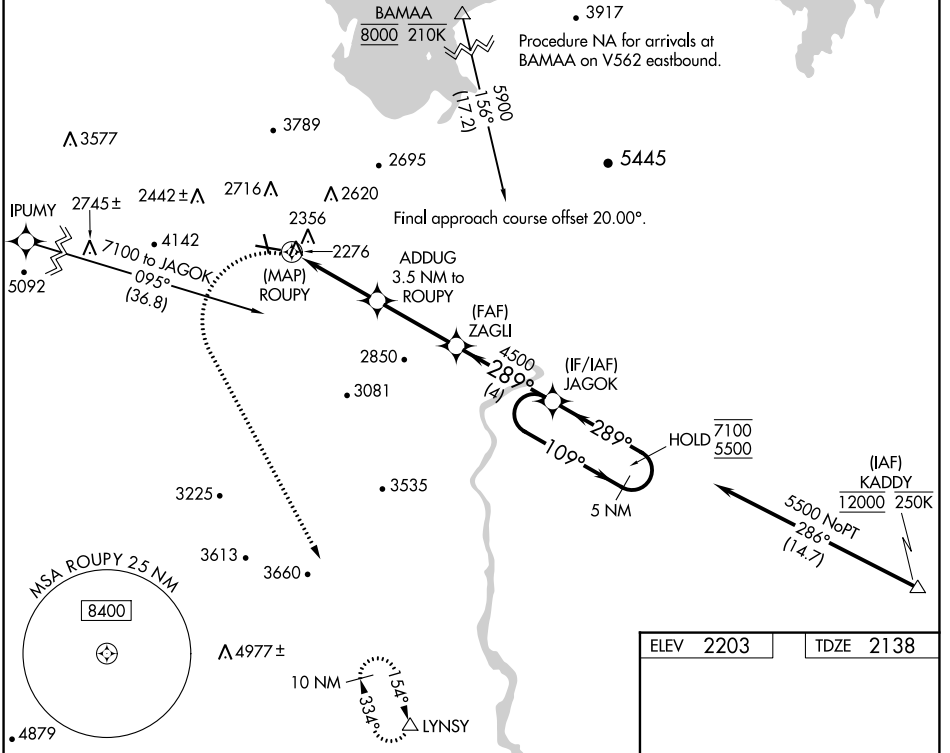 BAMAA
8000 210K
3917
Procedure NA for arrivals at
BAMAA on V562 eastbound.
5900
156°
(17.2)
3577
3789
2695
5445
2745±
2442±
2716
2620
IPUMY
2356
Final approach course offset 20.00°.
4142
7100 to JAGOK
2276
095°
(36.8)
5092
(MAP)
ROUPY
ADDUG
3.5 NM to
ROUPY
(FAF)
ZAGLI
2850
4500
289°
(4)
(IF/IAF)
JAGOK
3081
289°
109°
HOLD 7100
5500
5 NM
(IAF)
KADDY
12000 250K
5500 NoPT
286°
(14.7)
3535
3225
3613
3660
MSA ROUPY 25 NM
8400
4977±
10 NM
154°
334°
LYNSY
4879
ELEV 2203
TDZE 2138